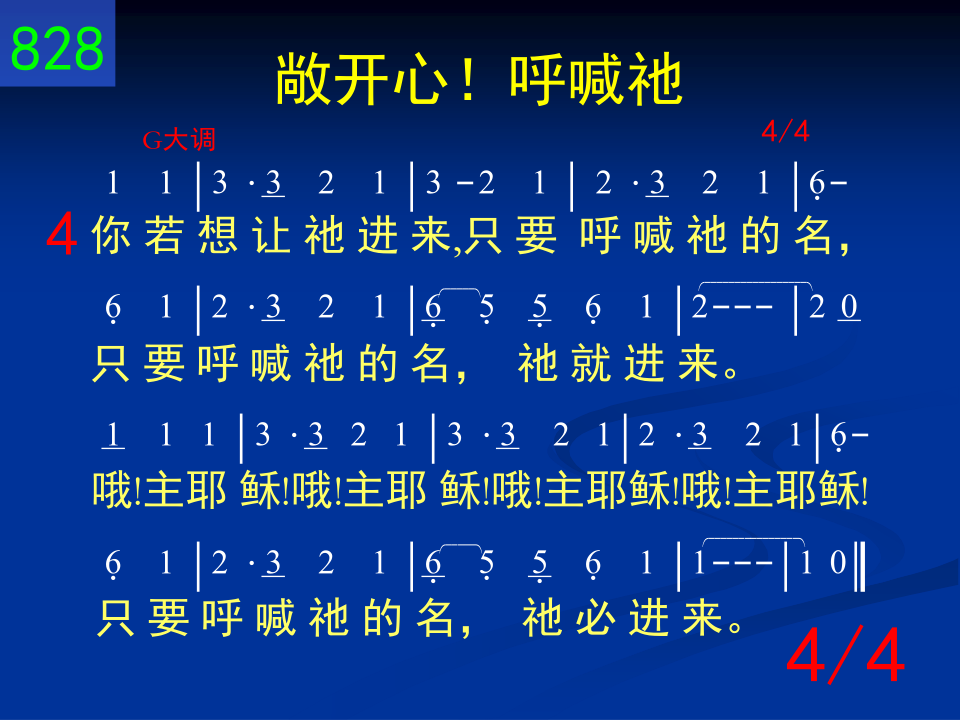 828
敞开心！呼喊祂
G大调 4/4
1 1 | 3 · 3 2 1 | 3 - 2 1 | 2 · 3 2 1 | 6 -
4 你若想让祂进来,只要 呼喊祂的名，
6 1 | 2 · 3 2 1 | 6 5 5 6 1 | 2 - - - | 2 0
只要呼喊祂的名， 祂就进来。
1 1 1 | 3 · 3 2 1 | 3 · 3 2 1 | 2 · 3 2 1 | 6 -
哦!主耶稣!哦!主耶稣!哦!主耶稣!哦!主耶稣!
6 1 | 2 · 3 2 1 | 6 5 5 6 1 | 1 - - - | 1 0 ‖
只要呼喊祂的名， 祂必进来。
4/4